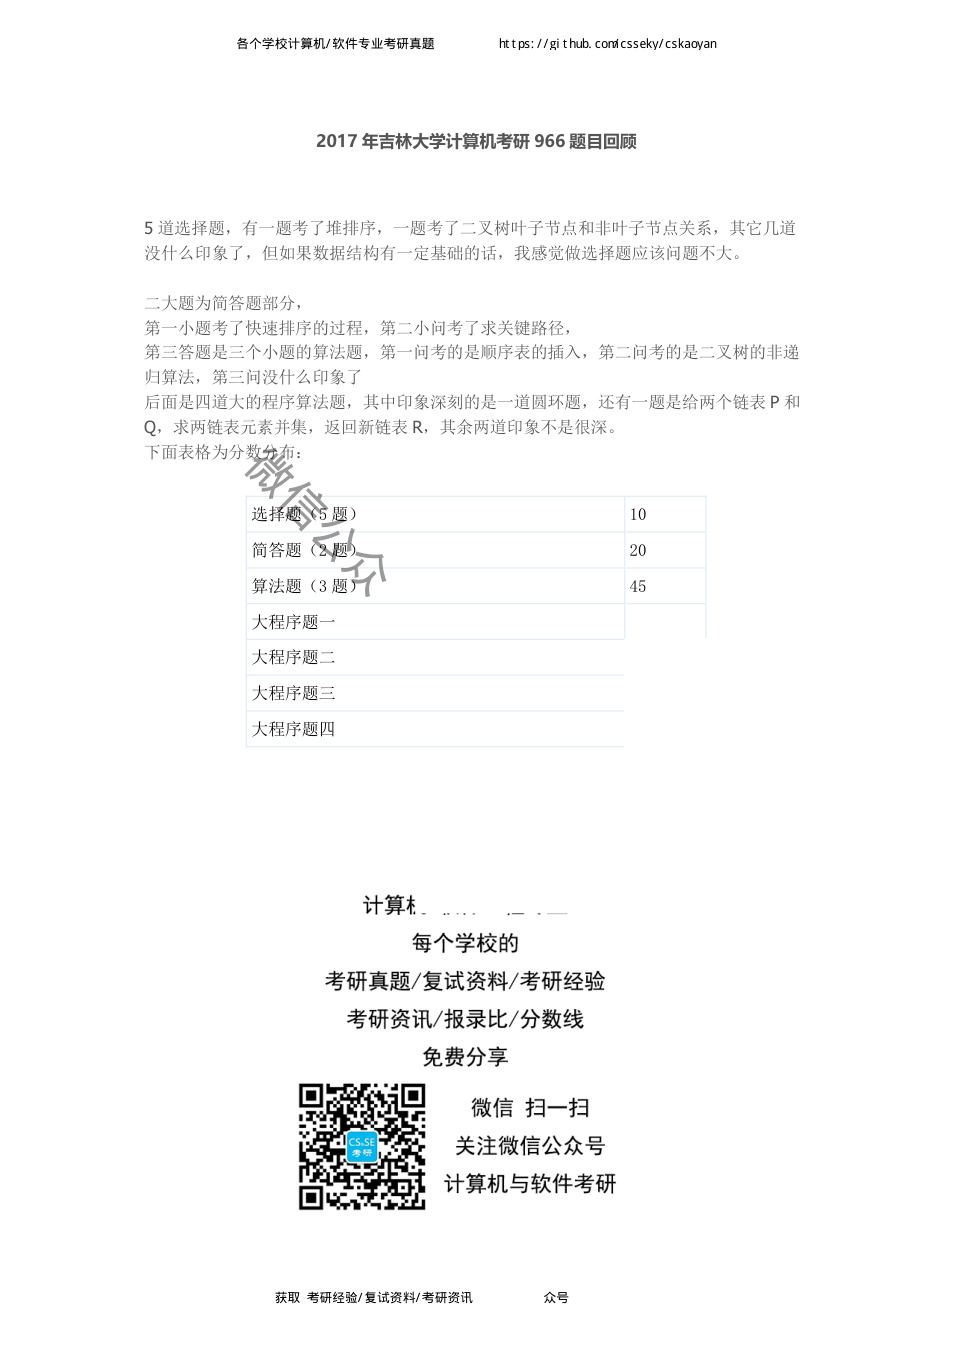 各个学校计算机/软件专业考研真题 https://github.com/csseky/cskaoyan
2017 年吉林大学计算机考研 966 题目回顾
5 道选择题，有一题考了堆排序，一题考了二叉树叶子节点和非叶子节点关系，其它几道
没什么印象了，但如果数据结构有一定基础的话，我感觉做选择题应该问题不大。
二大题为简答题部分，
第一小题考了快速排序的过程，第二小问考了求关键路径，
第三答题是三个小题的算法题，第一问考的是顺序表的插入，第二问考的是二叉树的非递
归算法，第三问没什么印象了
后面是四道大的程序算法题，其中印象深刻的是一道圆环题，还有一题是给两个链表 P 和
Q，求两链表元素并集，返回新链表 R，其余两道印象不是很深。
下面表格为分数分布：
微信公众
选择题（5 题） 10
简答题（2 题） 20
算法题（3 题） 45
大程序题一
大程序题二
大程序题三
大程序题四
计算
每个学校的
考研真题/复试资料/考研经验
考研资讯/报录比/分数线
免费分享
CS&SE
考研
微信 扫一扫
关注微信公众号
计算机与软件考研
获取 考研经验/复试资料/考研资讯 众号